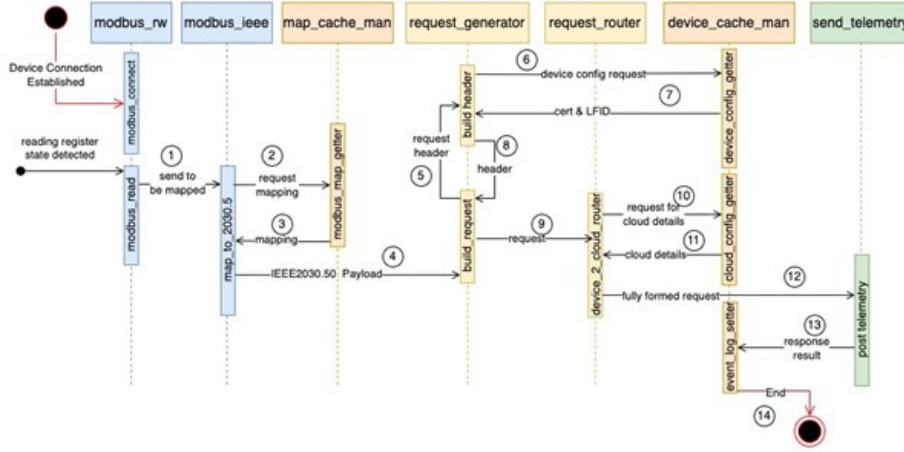 modbus_rw
modbus_ieee
map_cache_man
request_generator
request_router
device_cache_man
send_telemetry
Device Connection
Established
modbus_connect
reading register
state detected
modbus_read
1
send to
be mapped
map_to_2030.5
2
request
mapping
modbus_map_getter
3
mapping
4
IEEE2030.50 Payload
build header
request
header
5
8
header
build_request
6
device config request
7
cert & LFID
device_config_getter
9
request
device_2_cloud_router
10
request for
cloud details
11
cloud details
cloud_config_getter
12
fully formed request
post telemetry
13
response
result
event_log_setter
End
14